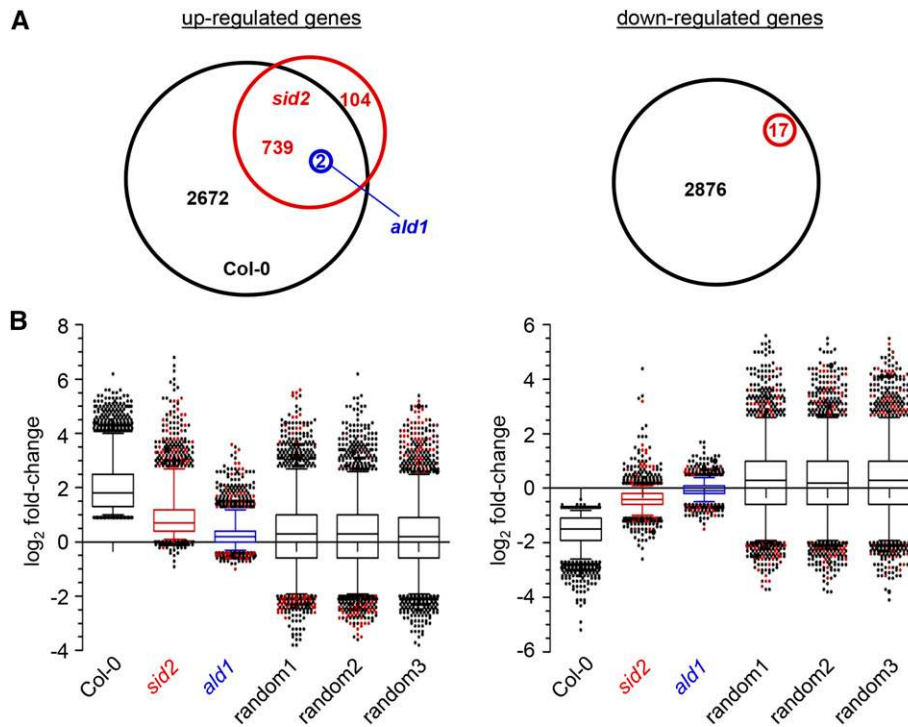 A
up-regulated genes
down-regulated genes
sid2
104
739
2
2672
ald1
Col-0
17
2876
B
log2 fold-change
8
6
4
2
0
-2
-4
Col-0
sid2
ald1
random1
random2
random3
log2 fold-change
6
4
2
0
-2
-4
-6
Col-0
sid2
ald1
random1
random2
random3